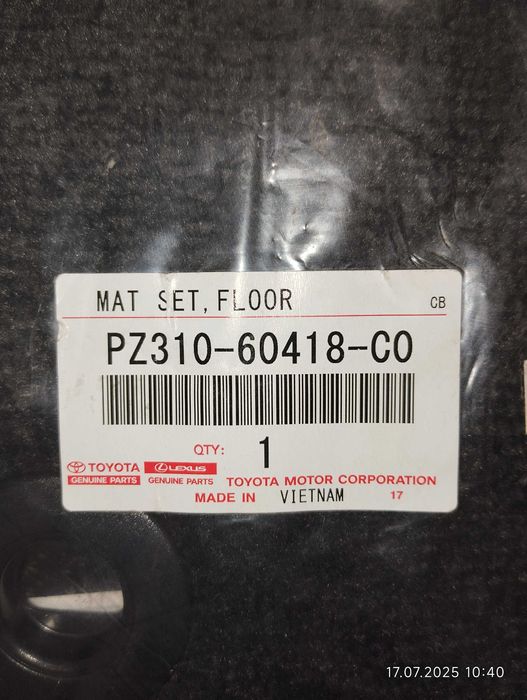 MAT SET,FLOOR
CB
PZ310-60418-C0
QTY: 1
TOYOTA LEXUS
GENUINE PARTS GENUINE PARTS TOYOTA MOTOR CORPORATION
MADE IN VIETNAM 17
17.07.2025 10:40